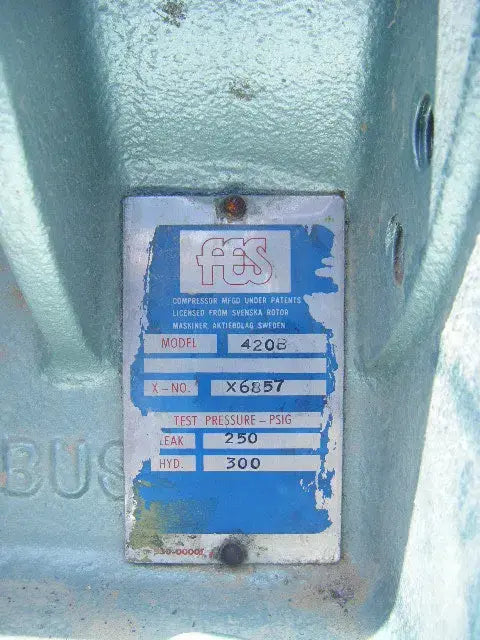 FES
COMPRESSOR MFGD UNDER PATENTS
LICENSED FROM SVENSKA ROTOR
MASKINER AKTIEBOLAG SWEDEN
MODEL 420B
X-NO. X6857
TEST PRESSURE-PSIG
LEAK 250
HYD. 300
BUS